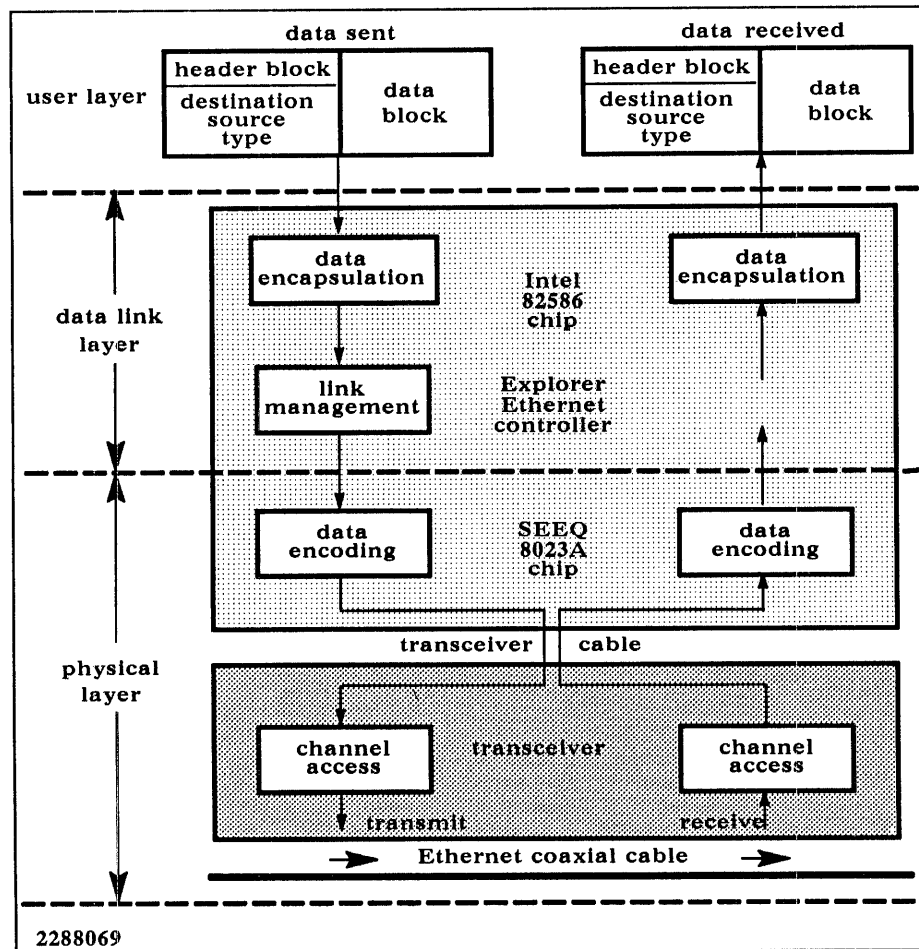 data sent
data received
header block
destination
source
type
data
block
header block
destination
source
type
data
block
user layer
data
encapsulation
data
encapsulation
Intel
82586
chip
data link
layer
link
management
Explorer
Ethernet
controller
data
encoding
SEEQ
8023A
chip
data
encoding
transceiver cable
physical
layer
channel
access
transceiver
channel
access
transmit
receive
Ethernet coaxial cable
2288069